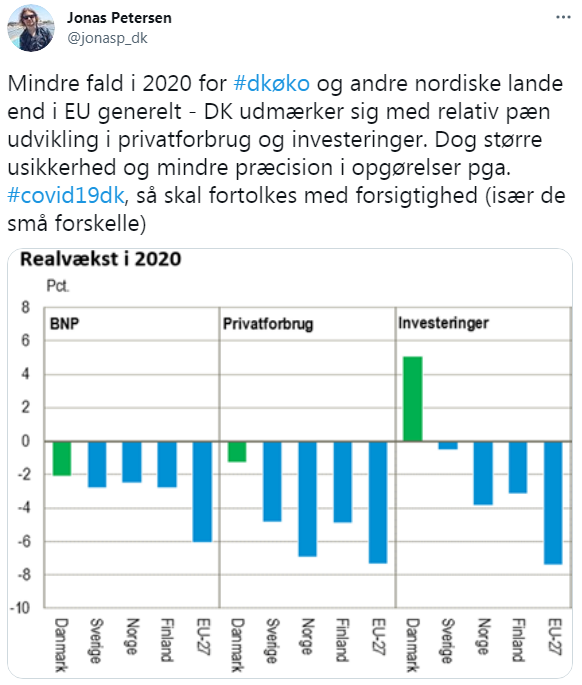 Jonas Petersen
@jonasp_dk
Mindre fald i 2020 for #dkøko og andre nordiske lande
end i EU generelt - DK udmærker sig med relativ pæn
udvikling i privatforbrug og investeringer. Dog større
usikkerhed og mindre præcision i opgørelser pga.
#covid19dk, så skal fortolkes med forsigtighed (især de
små forskelle)
Realvækst i 2020
Pct.
8
6
4
2
0
-2
-4
-6
-8
-10
BNP
Privatforbrug
Investeringer
Danmark
Sverige
Norge
Finland
EU-27
Danmark
Sverige
Norge
Finland
EU-27
Danmark
Sverige
Norge
Finland
EU-27